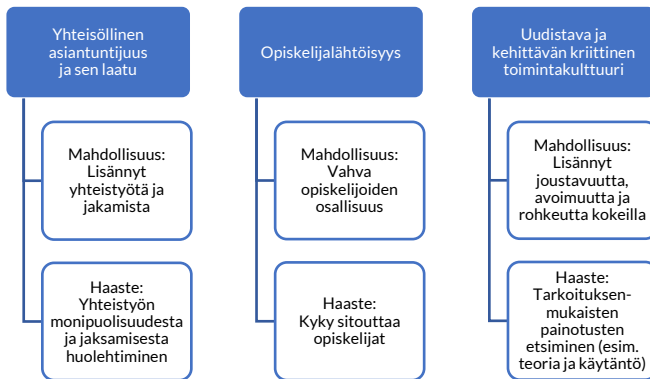 Yhteisöllinen
asiantuntijuus
ja sen laatu
Mahdollisuus:
Lisännyt
yhteistyötä ja
jakamista
Haaste:
Yhteistyön
monipuolisuudesta
ja jaksamisesta
huolehtiminen
Opiskelijalähtöisyys
Mahdollisuus:
Vahva
opiskelijoiden
osallisuus
Haaste:
Kyky sitouttaa
opiskelijat
Uudistava ja
kehittävän kriittinen
toimintakulttuuri
Mahdollisuus:
Lisännyt
joustavuutta,
avoimuutta ja
rohkeutta kokeilla
Haaste:
Tarkoituksen-
mukaisten
painotusten
etsiminen (esim.
teoria ja käytäntö)